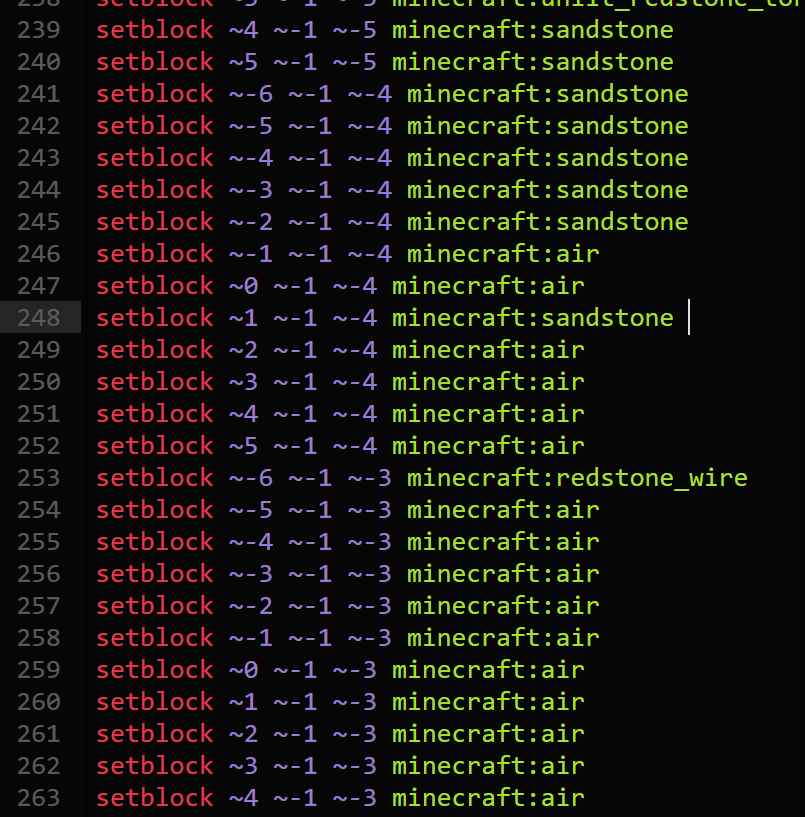 239 setblock ~4 ~-1 ~-5 minecraft:sandstone
240 setblock ~5 ~-1 ~-5 minecraft:sandstone
241 setblock ~-6 ~-1 ~-4 minecraft:sandstone
242 setblock ~-5 ~-1 ~-4 minecraft:sandstone
243 setblock ~-4 ~-1 ~-4 minecraft:sandstone
244 setblock ~-3 ~-1 ~-4 minecraft:sandstone
245 setblock ~-2 ~-1 ~-4 minecraft:sandstone
246 setblock ~-1 ~-1 ~-4 minecraft:air
247 setblock ~0 ~-1 ~-4 minecraft:air
248 setblock ~1 ~-1 ~-4 minecraft:sandstone
249 setblock ~2 ~-1 ~-4 minecraft:air
250 setblock ~3 ~-1 ~-4 minecraft:air
251 setblock ~4 ~-1 ~-4 minecraft:air
252 setblock ~5 ~-1 ~-4 minecraft:air
253 setblock ~-6 ~-1 ~-3 minecraft:redstone_wire
254 setblock ~-5 ~-1 ~-3 minecraft:air
255 setblock ~-4 ~-1 ~-3 minecraft:air
256 setblock ~-3 ~-1 ~-3 minecraft:air
257 setblock ~-2 ~-1 ~-3 minecraft:air
258 setblock ~-1 ~-1 ~-3 minecraft:air
259 setblock ~0 ~-1 ~-3 minecraft:air
260 setblock ~1 ~-1 ~-3 minecraft:air
261 setblock ~2 ~-1 ~-3 minecraft:air
262 setblock ~3 ~-1 ~-3 minecraft:air
263 setblock ~4 ~-1 ~-3 minecraft:air